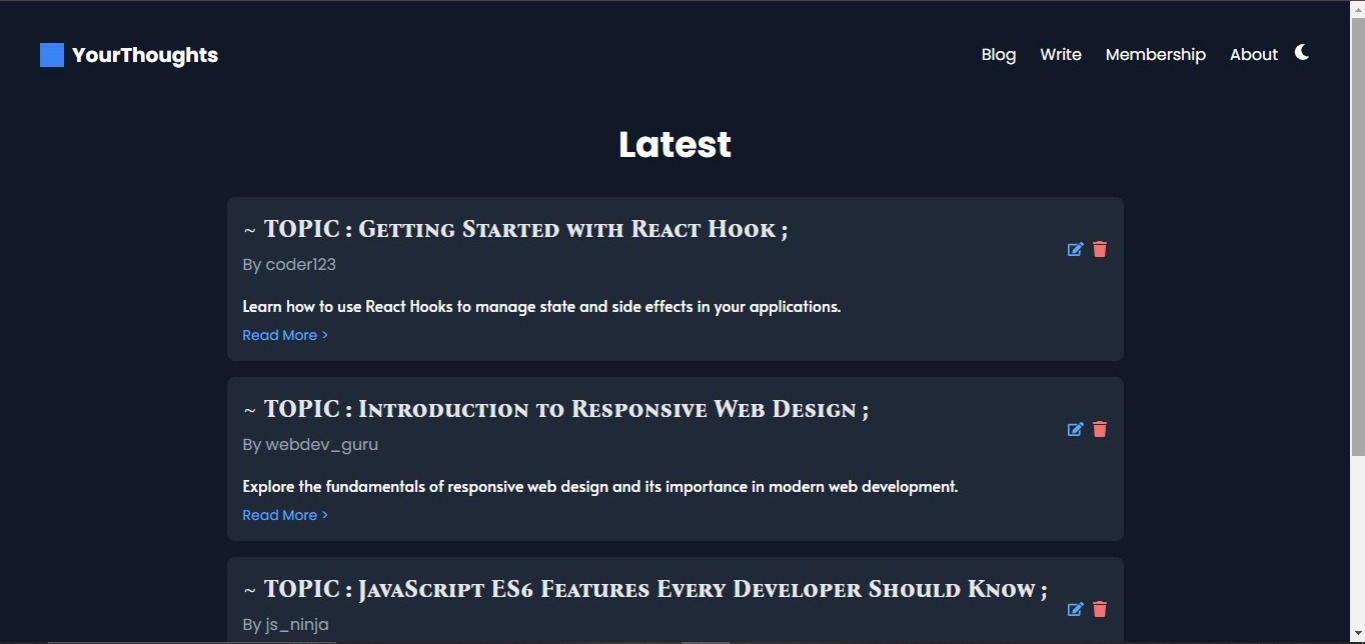 YourThoughts
Blog Write Membership About
Latest
~ TOPIC : Getting Started with React Hook ;
By coder123
Learn how to use React Hooks to manage state and side effects in your applications.
Read More >
~ TOPIC : Introduction to Responsive Web Design ;
By webdev_guru
Explore the fundamentals of responsive web design and its importance in modern web development.
Read More >
~ TOPIC : JavaScript ES6 Features Every Developer Should Know ;
By js_ninja